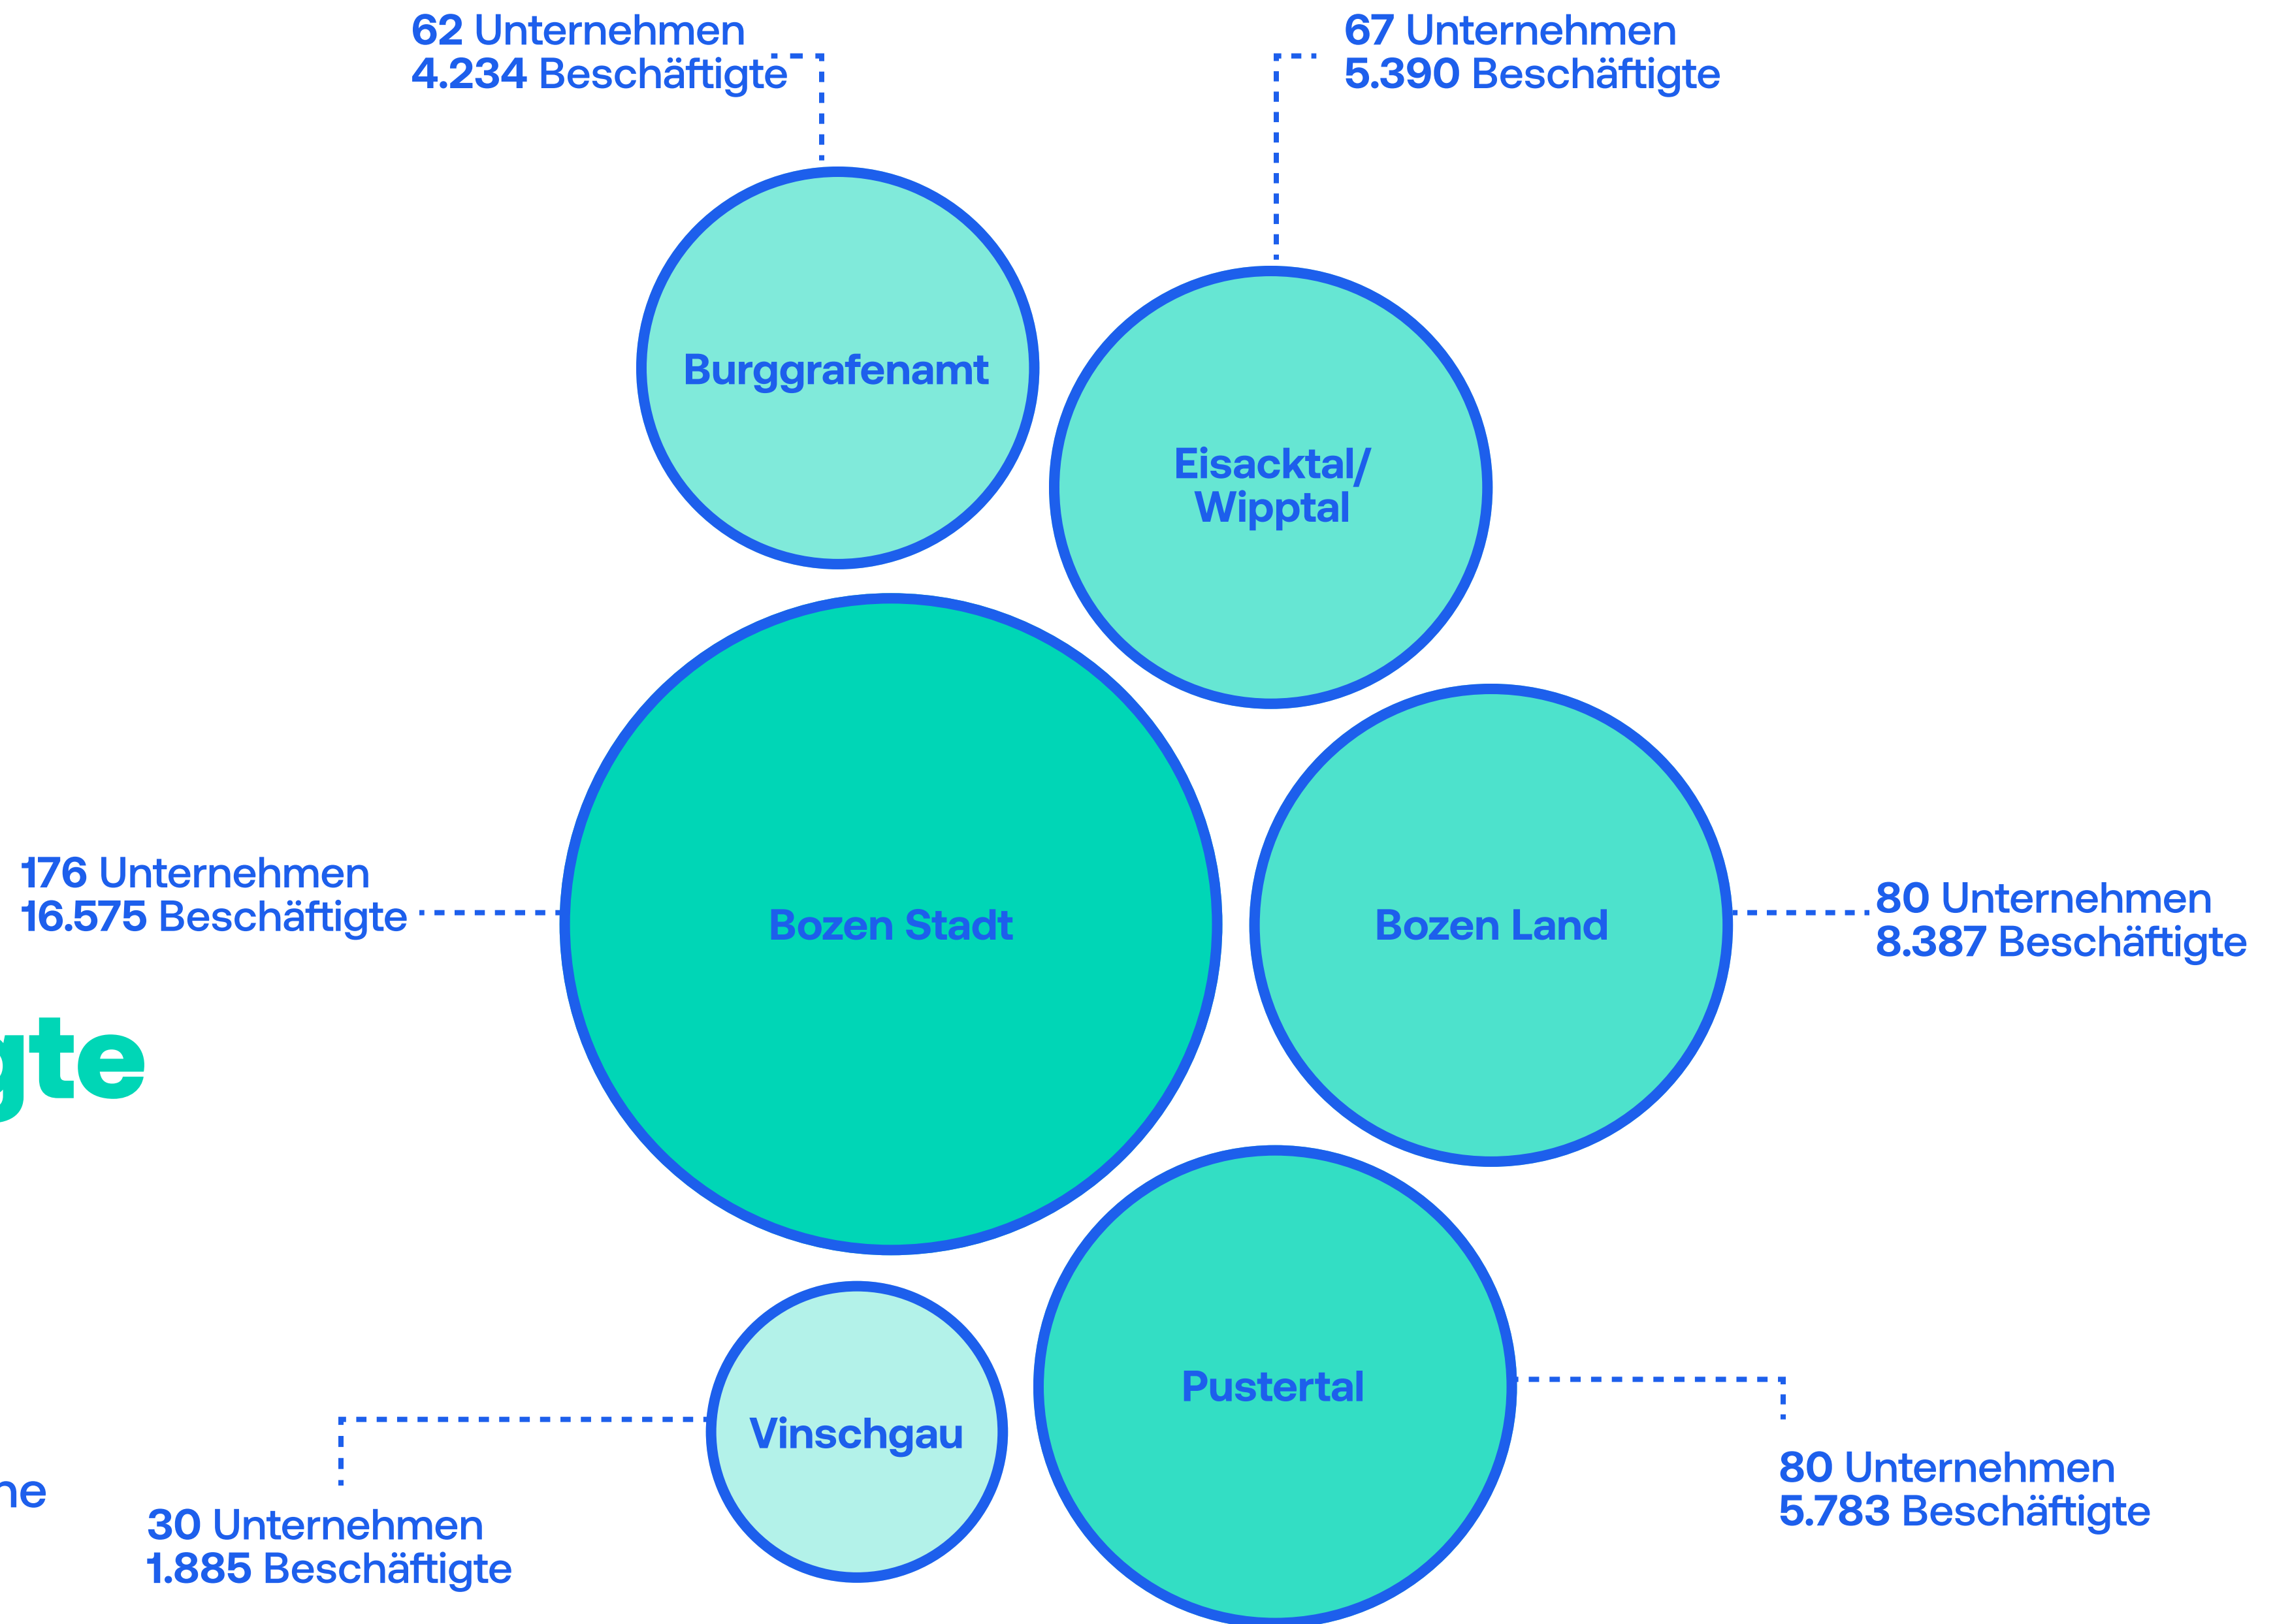 62 Unternehmen
4.234 Beschäftigte
67 Unternehmen
5.390 Beschäftigte
Burggrafenamt
Eisacktal/
Wipptal
176 Unternehmen
16.575 Beschäftigte
Bozen Stadt
Bozen Land
80 Unternehmen
8.387 Beschäftigte
gte
Vinschgau
Pustertal
ne
30 Unternehmen
1.885 Beschäftigte
80 Unternehmen
5.783 Beschäftigte